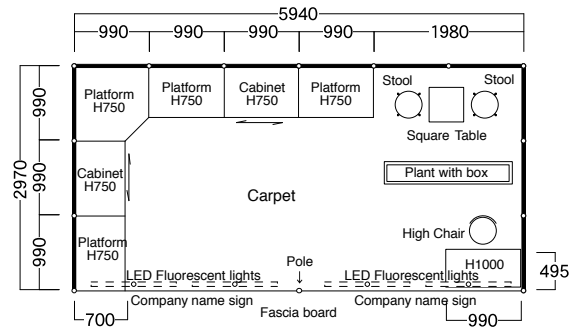 5940
990 990 990 990 1980
2970
990
990
990
Platform
H750
Platform
H750
Cabinet
H750
Platform
H750
Stool
Stool
Square Table
Cabinet
H750
Plant with box
Carpet
Platform
H750
High Chair
H1000
495
LED Fluorescent lights
Pole
LED Fluorescent lights
Company name sign
Fascia board
Company name sign
700
990